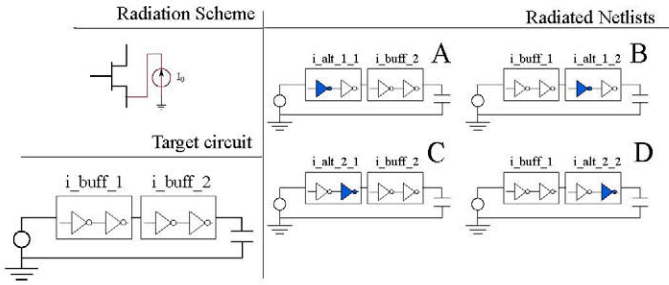 Radiation Scheme
Radiated Netlists
I₀
A
i_alt_1_1 i_buff_2
B
i_buff_1 i_alt_1_2
Target circuit
i_buff_1 i_buff_2
C
i_alt_2_1 i_buff_2
D
i_buff_1 i_alt_2_2